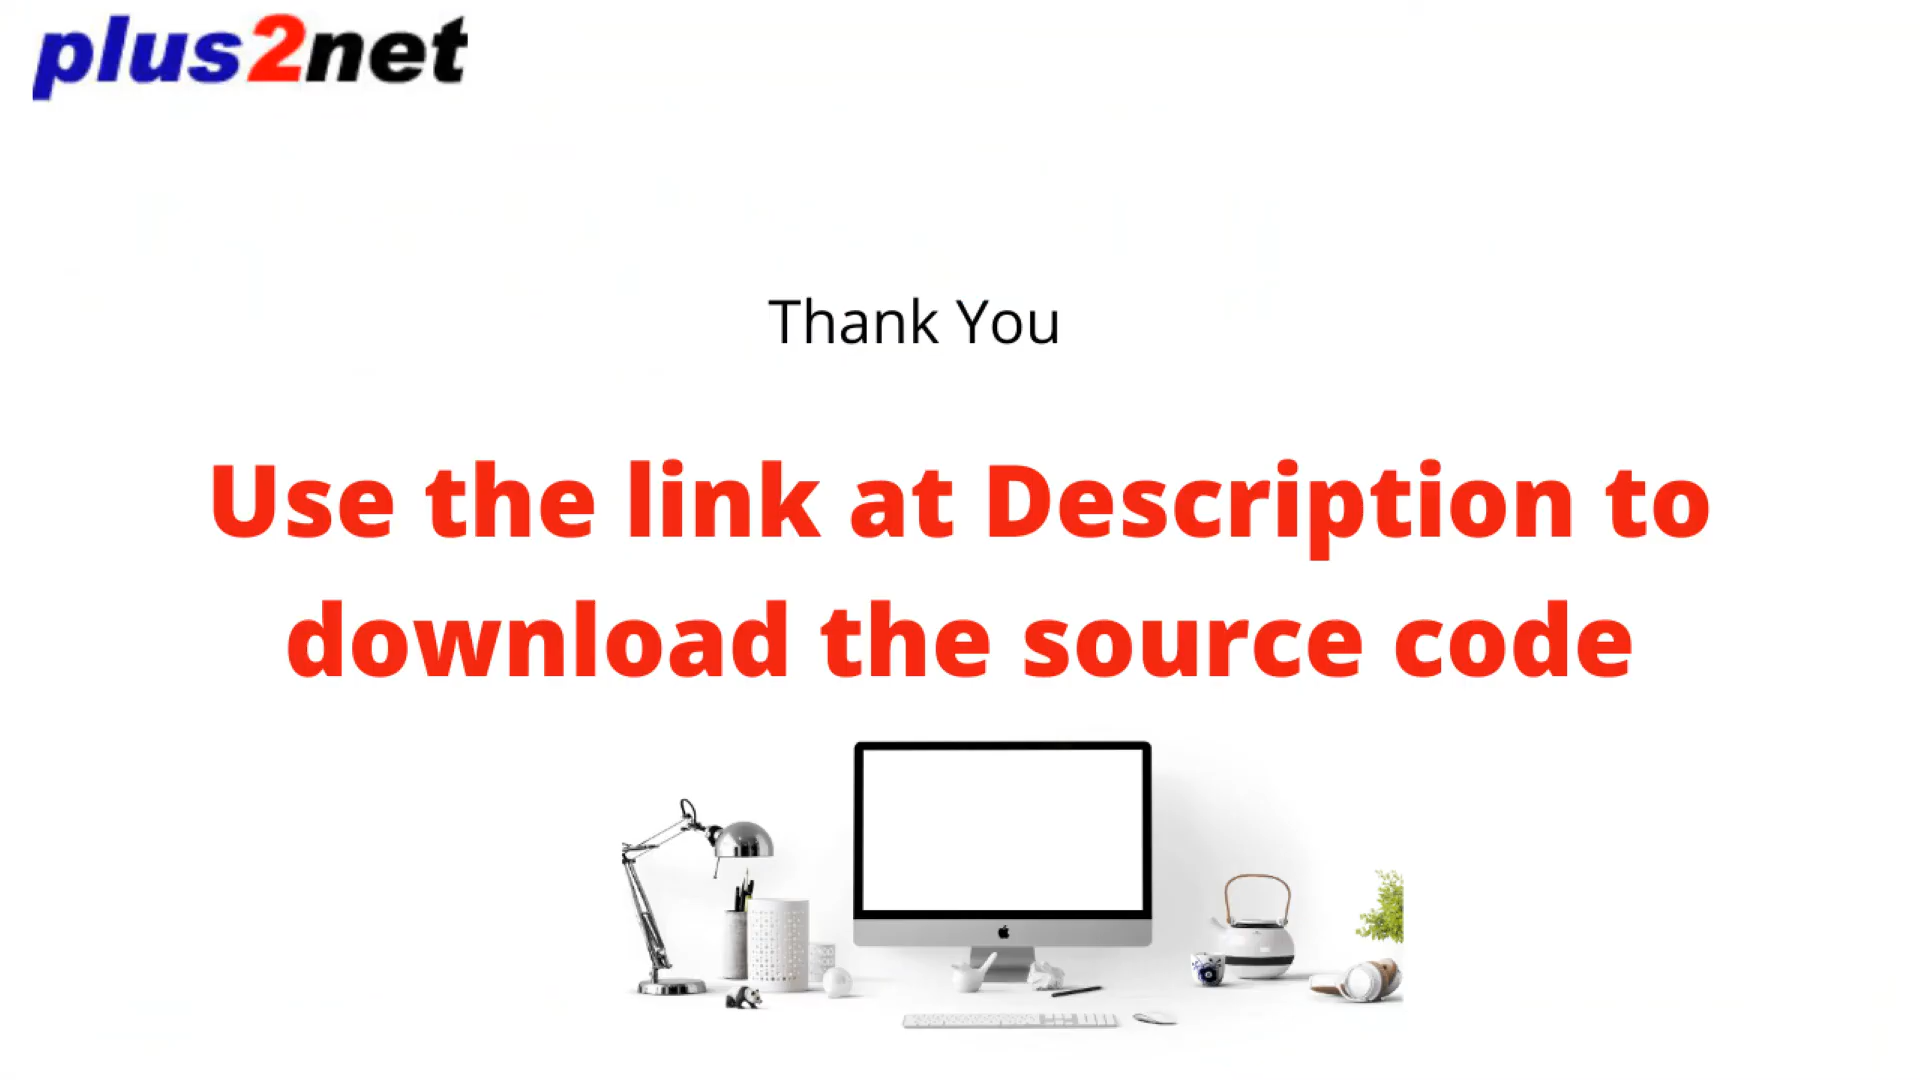 plus2net
Thank You
Use the link at Description to
download the source code